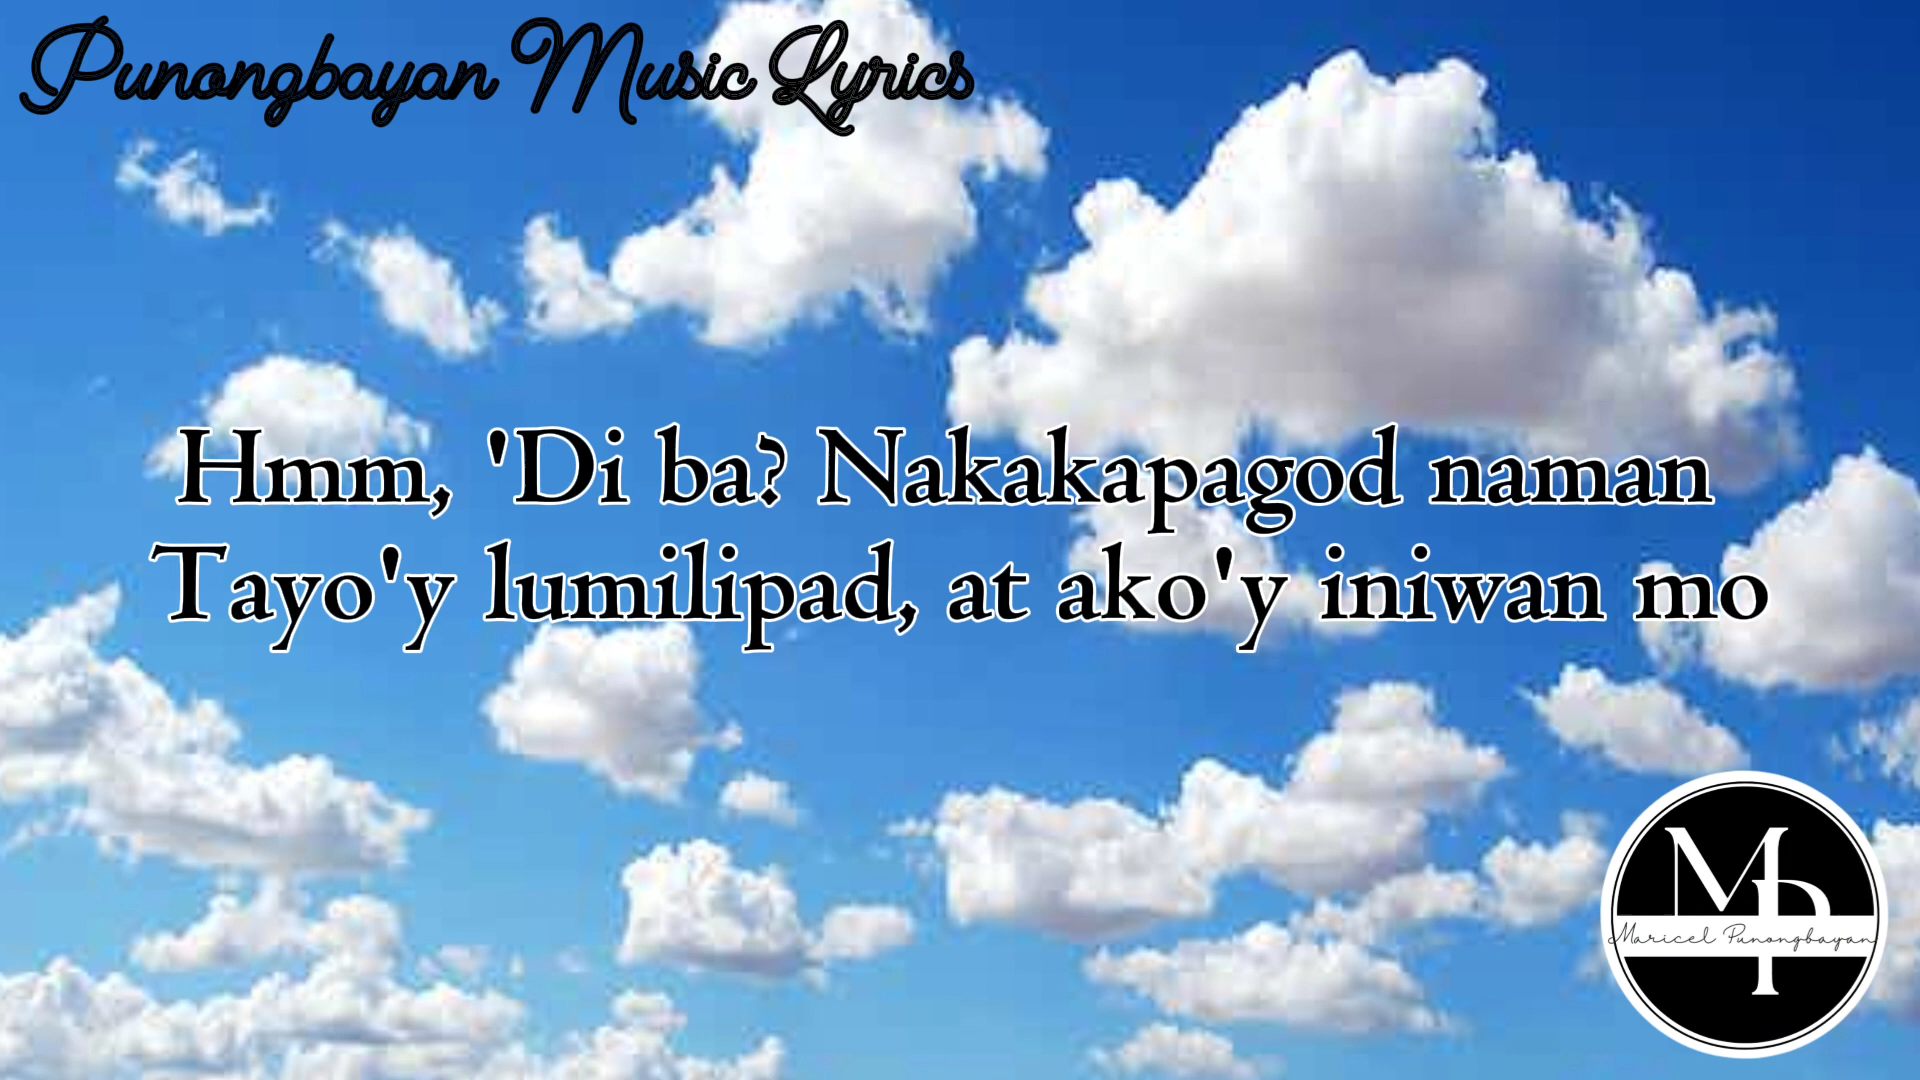 Punongbayan Music Lyrics
Hmm, 'Di ba? Nakakapagod naman
Tayo'y lumilipad, at ako'y iniwan mo
MP
Maricel Punongbayan